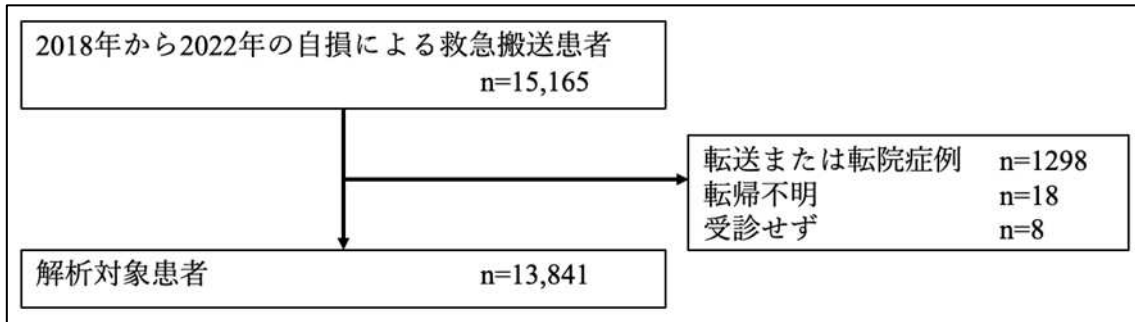 2018年から2022年の自損による救急搬送患者
n=15,165
転送または転院症例 n=1298
転帰不明 n=18
受診せず n=8
解析対象患者 n=13,841